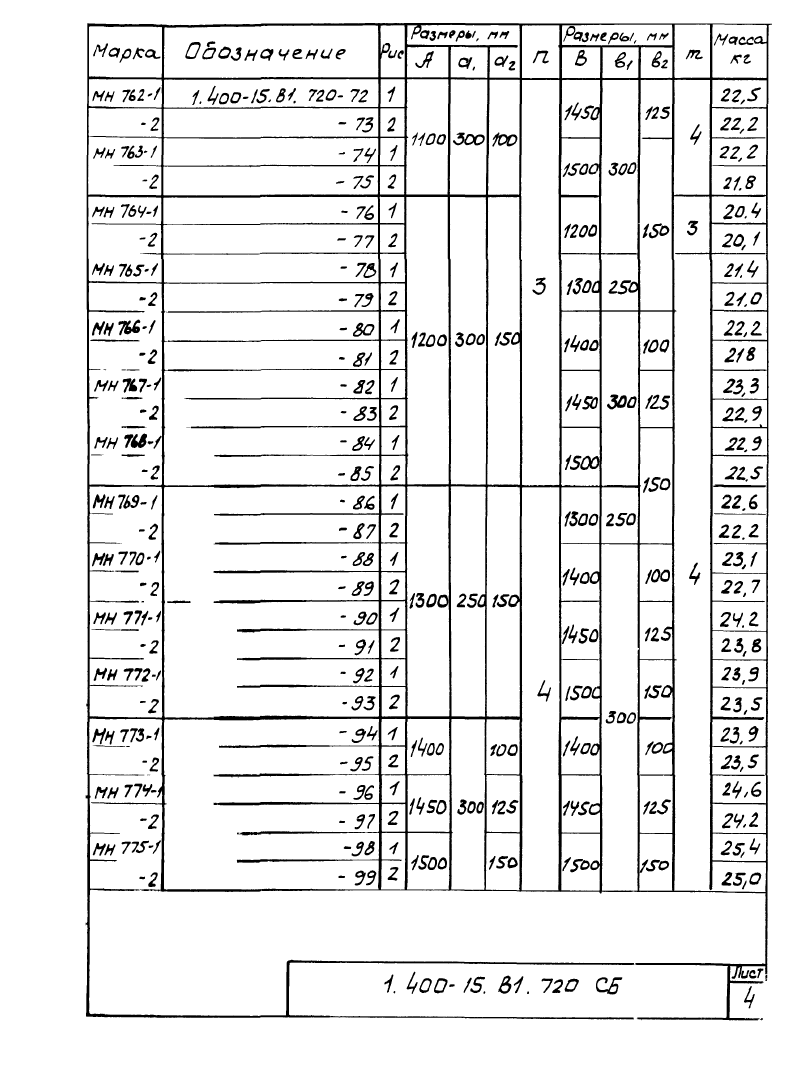 Марка Обозначение Рис Размеры, мм п Размеры, мм m Масса кг
А а₁ а₂ В в₁ в₂
МН 762-1 1.400-15.В1. 720-72 1 1100 300 100 3 1450 300 125 4 22,5
-2 - 73 2 22,2
МН 763-1 - 74 1 1500 150 22,2
-2 - 75 2 21.8
МН 764-1 - 76 1 1200 300 150 1200 3 20.4
-2 - 77 2 20,1
МН 765-1 - 78 1 1300 250 4 21.4
-2 - 79 2 21.0
МН 766-1 - 80 1 1400 300 100 22,2
-2 - 81 2 218
МН 767-1 - 82 1 1450 125 23,3
-2 - 83 2 22,9
МН 768-1 - 84 1 1500 150 22,9
-2 - 85 2 22,5
МН 769-1 - 86 1 1300 250 150 4 1300 250 22,6
-2 - 87 2 22.2
МН 770-1 - 88 1 1400 300 100 23,1
-2 - 89 2 22,7
МН 771-1 - 90 1 1450 125 24.2
-2 - 91 2 23,8
МН 772-1 - 92 1 1500 150 23,9
-2 -93 2 23,5
МН 773-1 - 94 1 1400 300 100 1400 100 23.9
-2 - 95 2 23,5
МН 774-1 - 96 1 1450 125 1450 125 24,6
-2 - 97 2 24.2
МН 775-1 -98 1 1500 150 1500 150 25,4
-2 - 99 2 25,0
1. 400-15. В1. 720 СБ
Лист
4